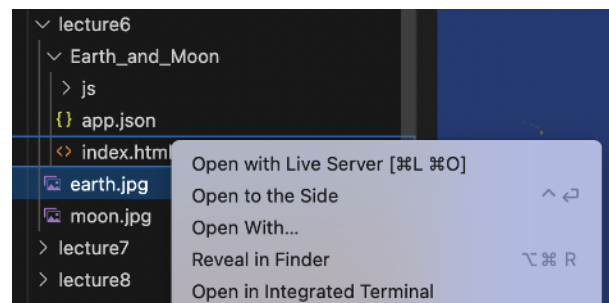 lecture6
Earth_and_Moon
js
{} app.json
<> index.html
earth.jpg
moon.jpg
lecture7
lecture8
Open with Live Server [⌘L ⌘O]
Open to the Side ^ ⏎
Open With...
Reveal in Finder ⌥⌘ R
Open in Integrated Terminal